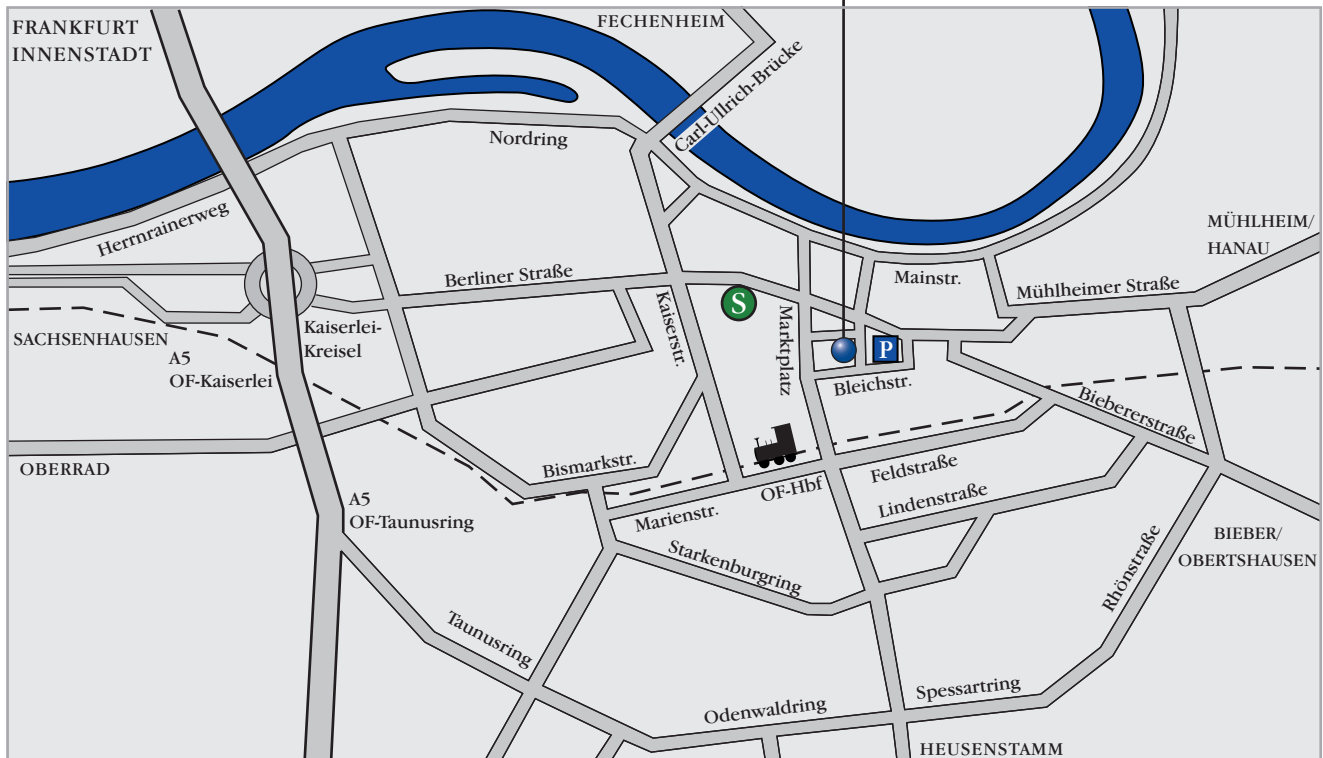 FRANKFURT
INNENSTADT
FECHENHEIM
Carl-Ullrich-Brücke
Nordring
Herrnrainerweg
MÜHLHEIM/
HANAU
Berliner Straße
Mainstr.
Mühlheimer Straße
S
Kaiserstr.
Marktplatz
SACHSENHAUSEN
Kaiserlei-
Kreisel
A5
OF-Kaiserlei
P
Bleichstr.
Biebererstraße
OBERRAD
Bismarkstr.
OF-Hbf
Feldstraße
Lindenstraße
A5
OF-Taunusring
Marienstr.
Starkenburgring
Rhönstraße
BIEBER/
OBERTSHAUSEN
Taunusring
Odenwaldring
Spessartring
HEUSENSTAMM